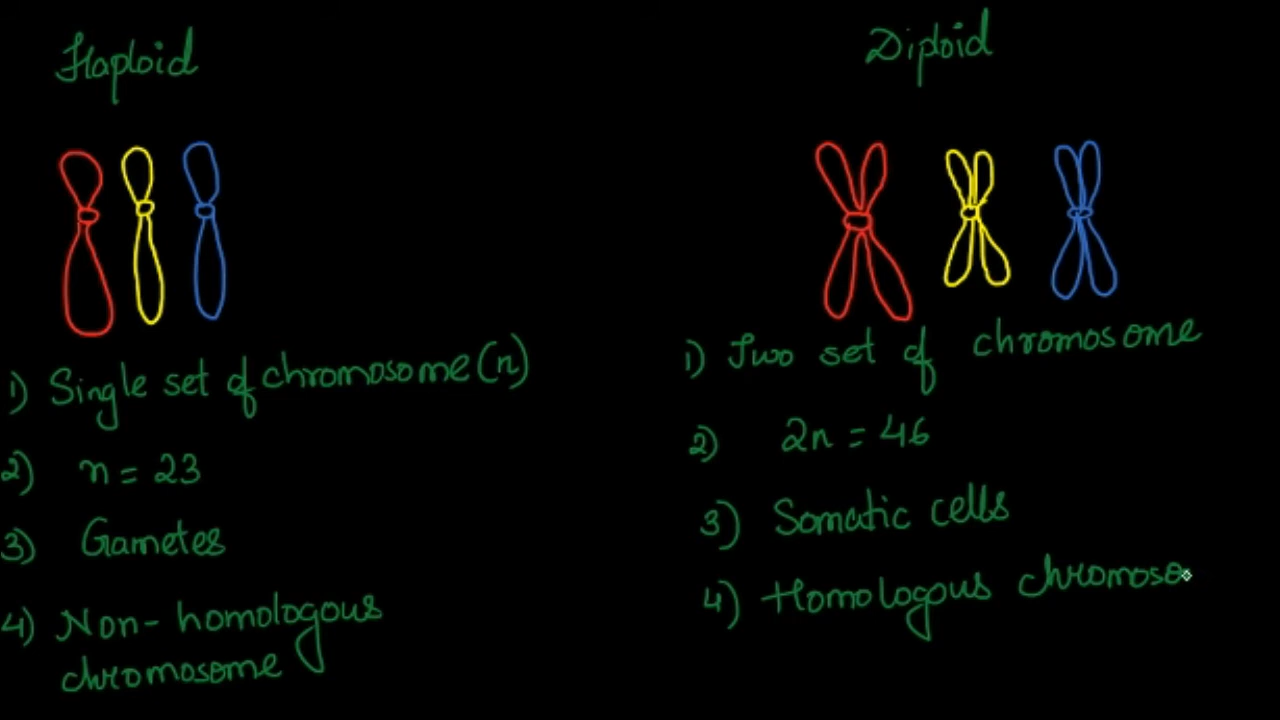 Haploid
1) Single set of chromosome (n)
2) n = 23
3) Gametes
4) Non-homologous
chromosome
Diploid
1) Two set of chromosome
2) 2n = 46
3) Somatic cells
4) Homologous chromoso